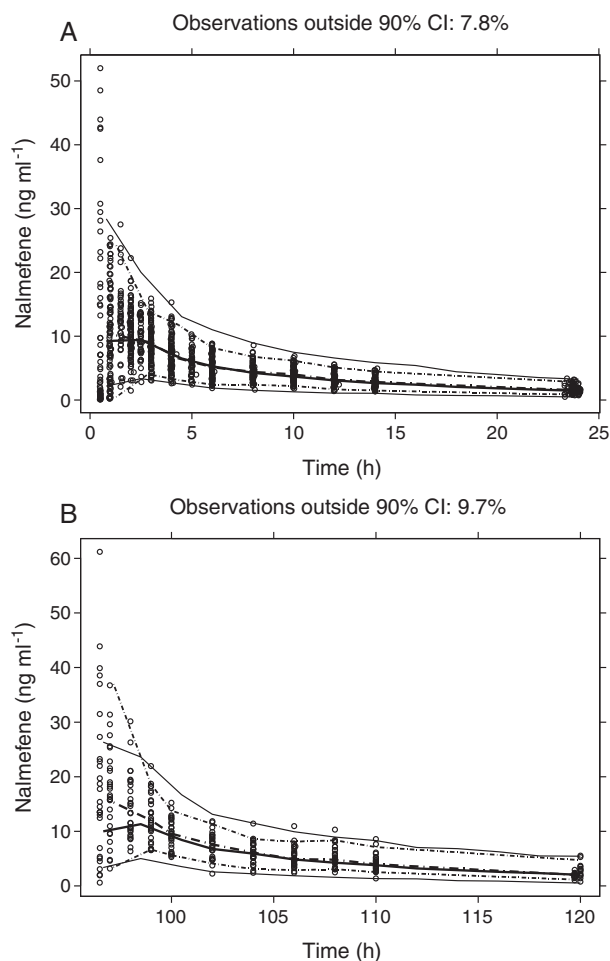 A
Observations outside 90% CI: 7.8%
50
40
30
20
10
0
Nalmefene (ng ml⁻¹)
0 5 10 15 20 25
Time (h)
B
Observations outside 90% CI: 9.7%
60
50
40
30
20
10
0
Nalmefene (ng ml⁻¹)
100 105 110 115 120
Time (h)